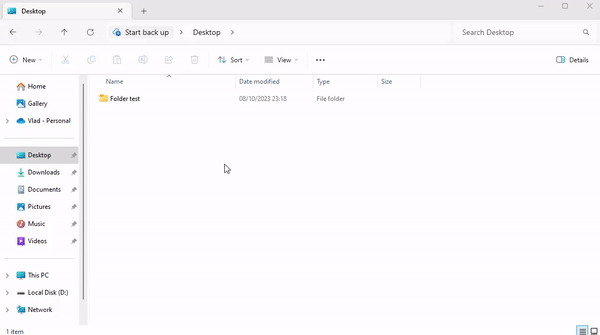 Desktop
Start back up > Desktop >
Search Desktop
New
Sort
View
Details
Name
Date modified
Type
Size
Folder test
08/10/2023 23:18
File folder
Home
Gallery
Vlad - Personal
Desktop
Downloads
Documents
Pictures
Music
Videos
This PC
Local Disk (D:)
Network
1 item